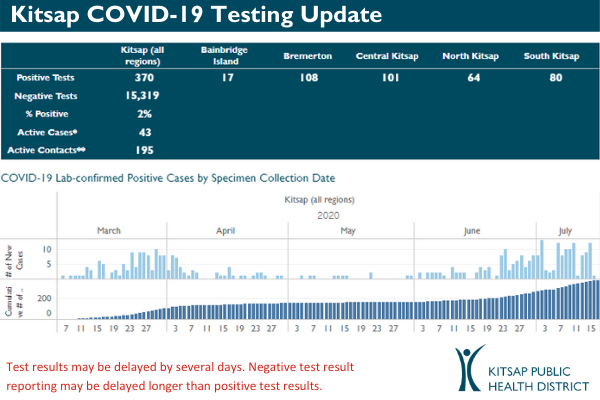 Kitsap COVID-19 Testing Update
Kitsap (all regions) Bainbridge Island Bremerton Central Kitsap North Kitsap South Kitsap
Positive Tests 370 17 108 101 64 80
Negative Tests 15,319
% Positive 2%
Active Cases* 43
Active Contacts** 195
COVID-19 Lab-confirmed Positive Cases by Specimen Collection Date
Kitsap (all regions)
2020
March April May June July
# of New Cases
10
5
Cumulati ve # of ..
200
0
7 11 15 19 23 27 3 7 11 15 19 23 27 3 7 11 15 19 23 27 3 7 11 15 19 23 27 3 7 11 15
Test results may be delayed by several days. Negative test result
reporting may be delayed longer than positive test results.
KITSAP PUBLIC
HEALTH DISTRICT